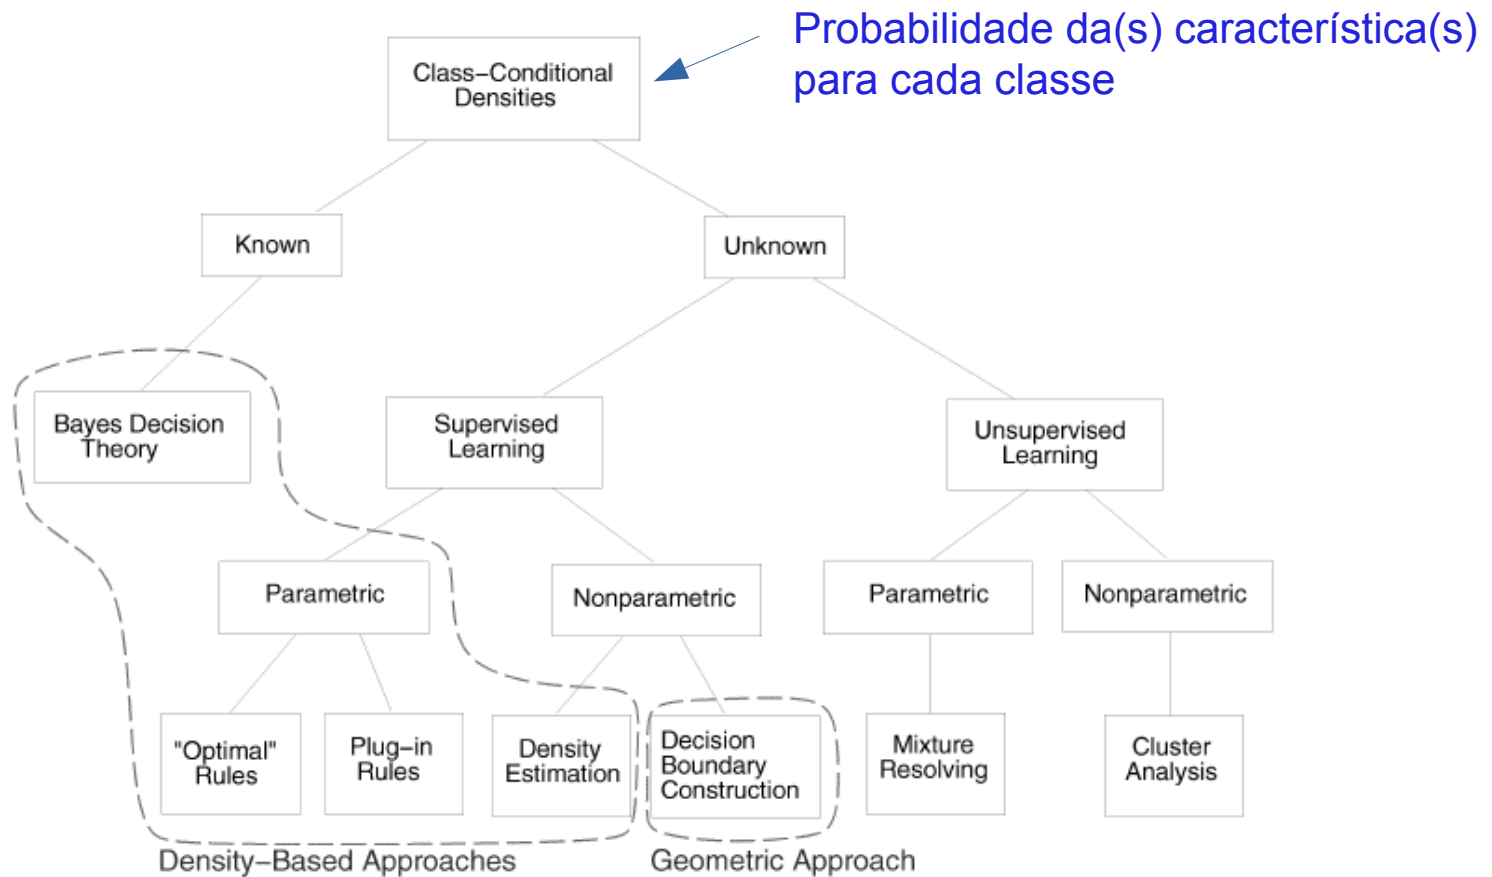 Probabilidade da(s) característica(s)
para cada classe
Class–Conditional
Densities
Known
Unknown
Bayes Decision
Theory
Supervised
Learning
Unsupervised
Learning
Parametric
Nonparametric
Parametric
Nonparametric
"Optimal"
Rules
Plug–in
Rules
Density
Estimation
Decision
Boundary
Construction
Mixture
Resolving
Cluster
Analysis
Density–Based Approaches
Geometric Approach